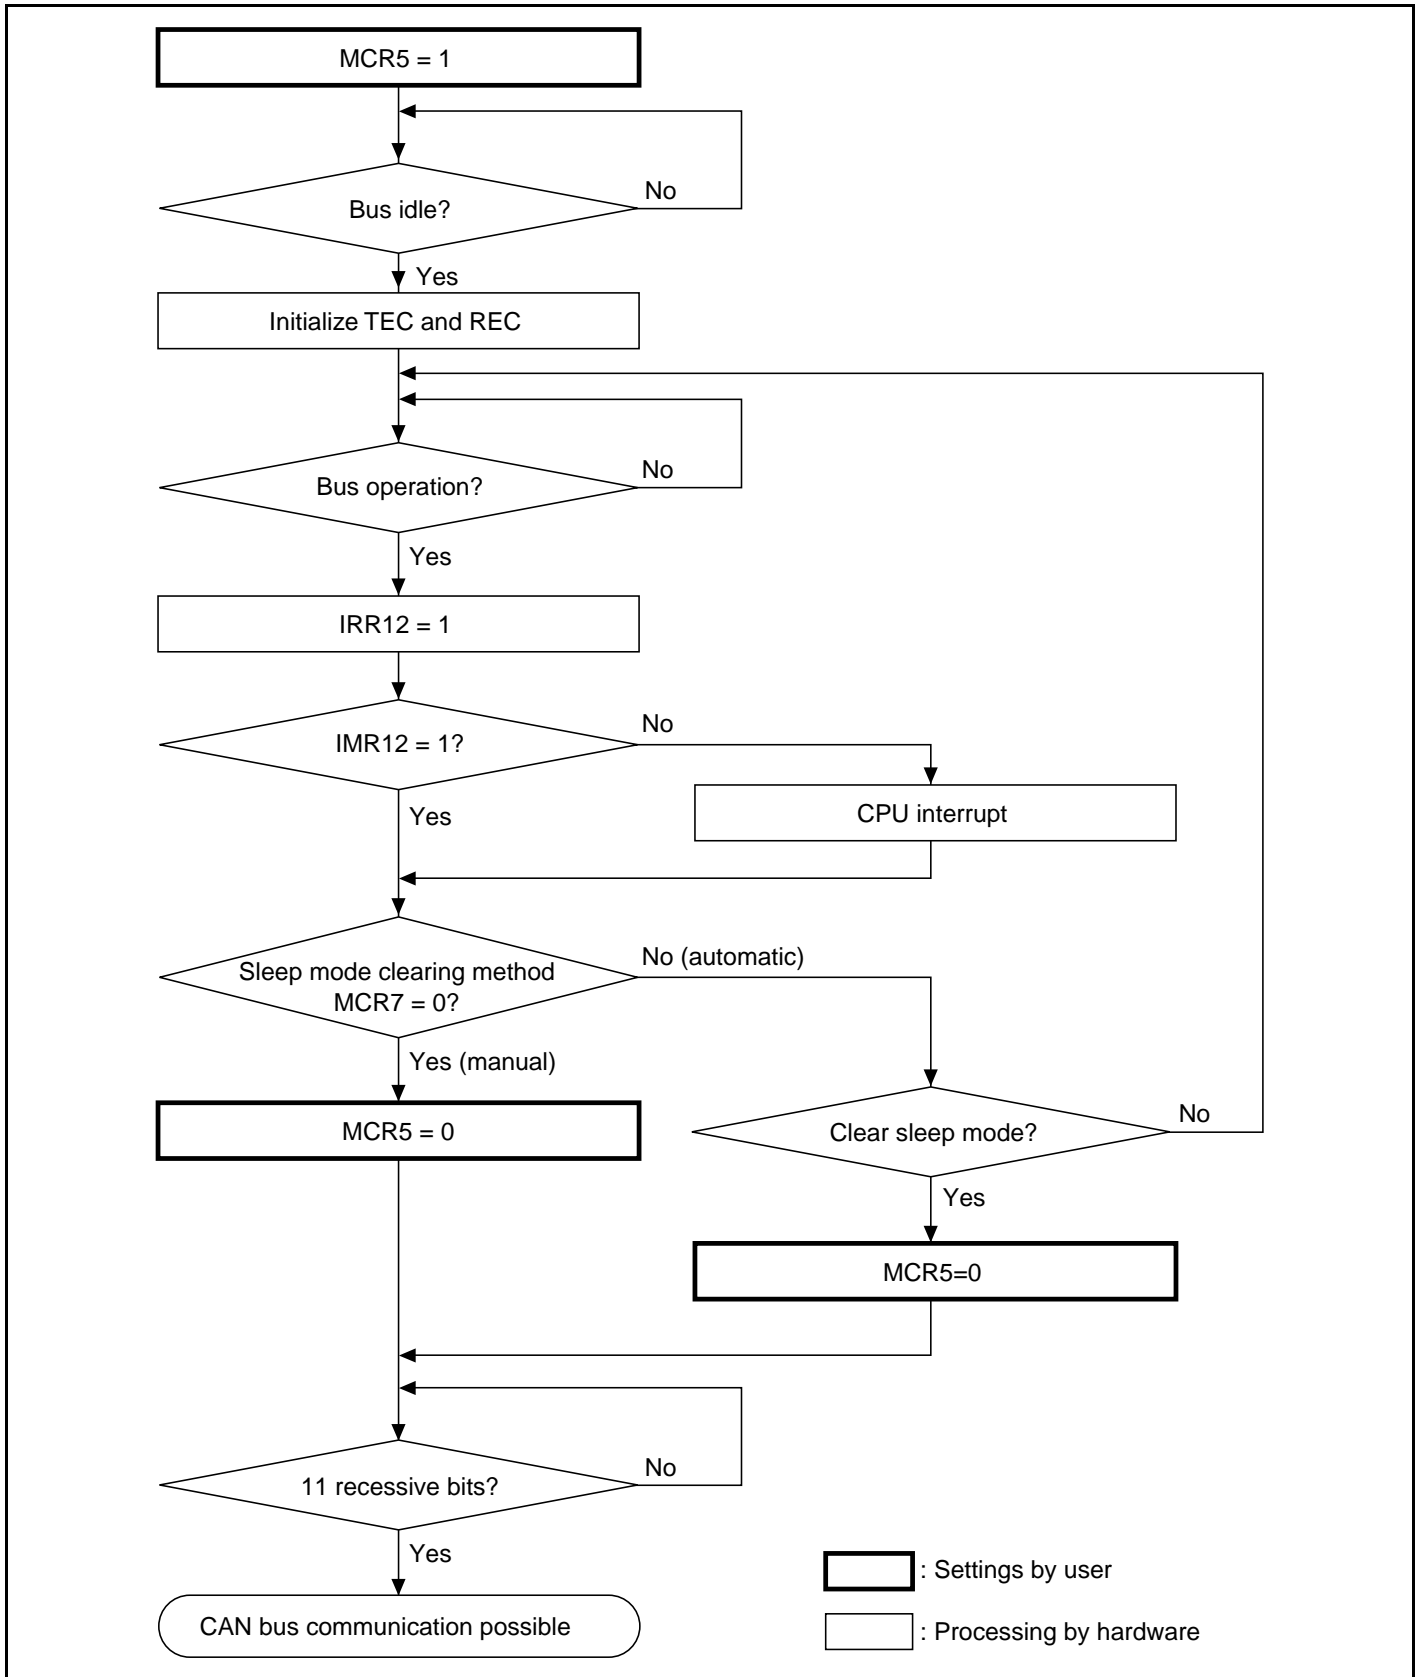 MCR5 = 1
No
Bus idle?
Yes
Initialize TEC and REC
No
Bus operation?
Yes
IRR12 = 1
No
IMR12 = 1?
Yes
CPU interrupt
No (automatic)
Sleep mode clearing method
MCR7 = 0?
Yes (manual)
No
MCR5 = 0
Clear sleep mode?
Yes
MCR5=0
No
11 recessive bits?
Yes
: Settings by user
CAN bus communication possible
: Processing by hardware